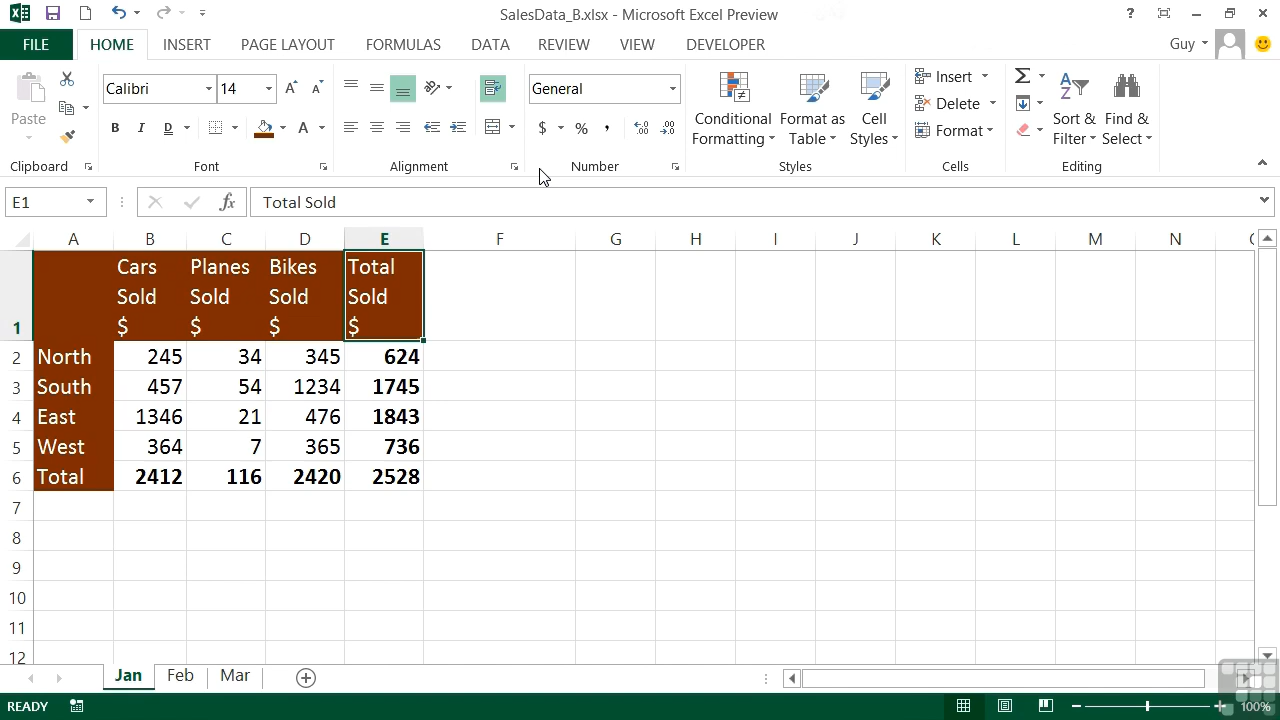 SalesData_B.xlsx - Microsoft Excel Preview
FILE HOME INSERT PAGE LAYOUT FORMULAS DATA REVIEW VIEW DEVELOPER Guy
Paste
Clipboard
Calibri 14
A A
B I D A
Font
Alignment
General
$ % ,
Number
Conditional Formatting
Format as Table
Cell Styles
Styles
Insert
Delete
Format
Cells
Sort & Filter
Find & Select
Editing
E1 fx Total Sold
A B C D E F G H I J K L M N
1 Cars Sold $ Planes Sold $ Bikes Sold $ Total Sold $
2 North 245 34 345 624
3 South 457 54 1234 1745
4 East 1346 21 476 1843
5 West 364 7 365 736
6 Total 2412 116 2420 2528
7
8
9
10
11
12
Jan Feb Mar
READY 100%